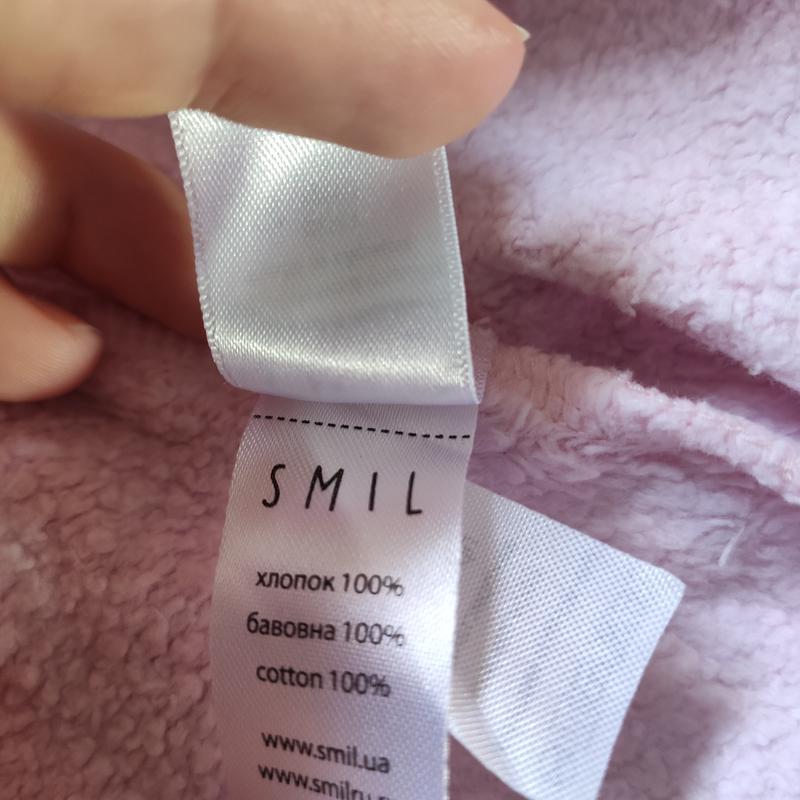 SMIL
хлопок 100%
бавовна 100%
cotton 100%
www.smil.ua